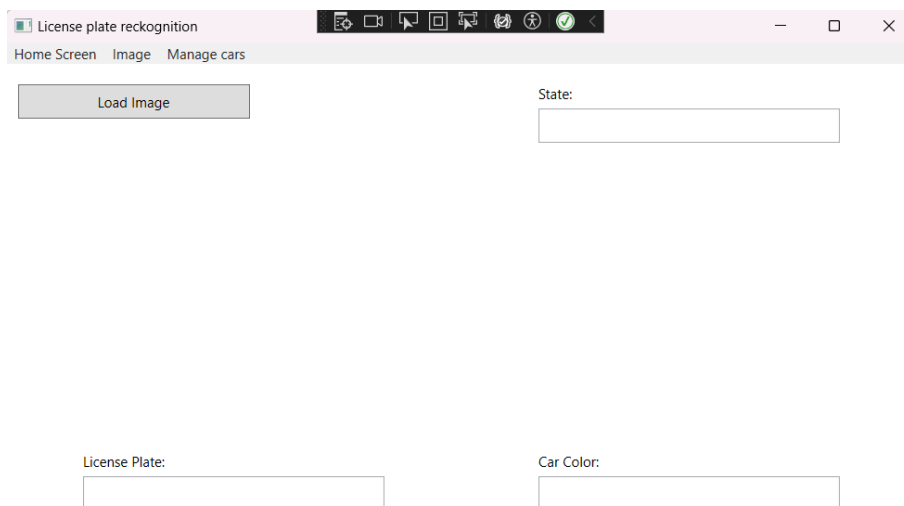 License plate reckognition
Home Screen Image Manage cars
Load Image
State:
License Plate:
Car Color: